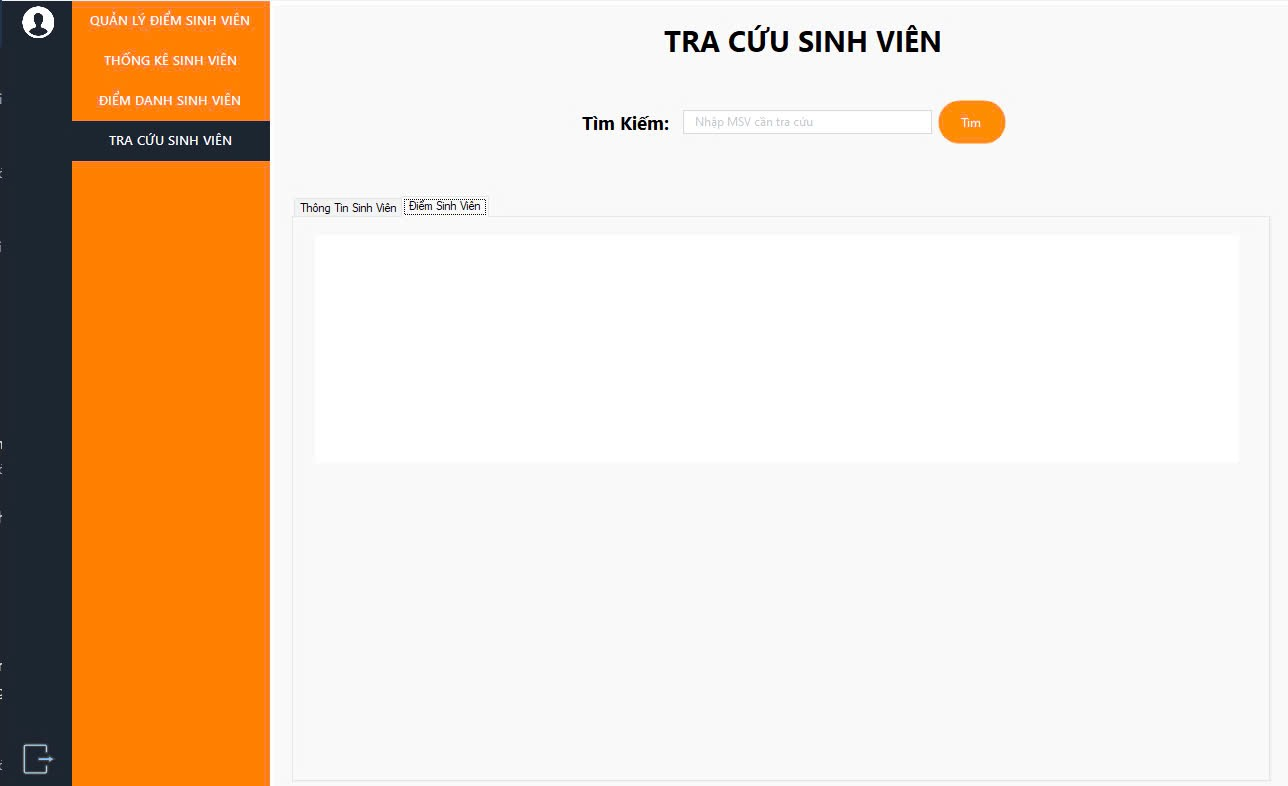 QUẢN LÝ ĐIỂM SINH VIÊN
THỐNG KÊ SINH VIÊN
ĐIỂM DANH SINH VIÊN
TRA CỨU SINH VIÊN
TRA CỨU SINH VIÊN
Tìm Kiếm:
Nhập MSV cần tra cứu
Tìm
Thông Tin Sinh Viên
Điểm Sinh Viên